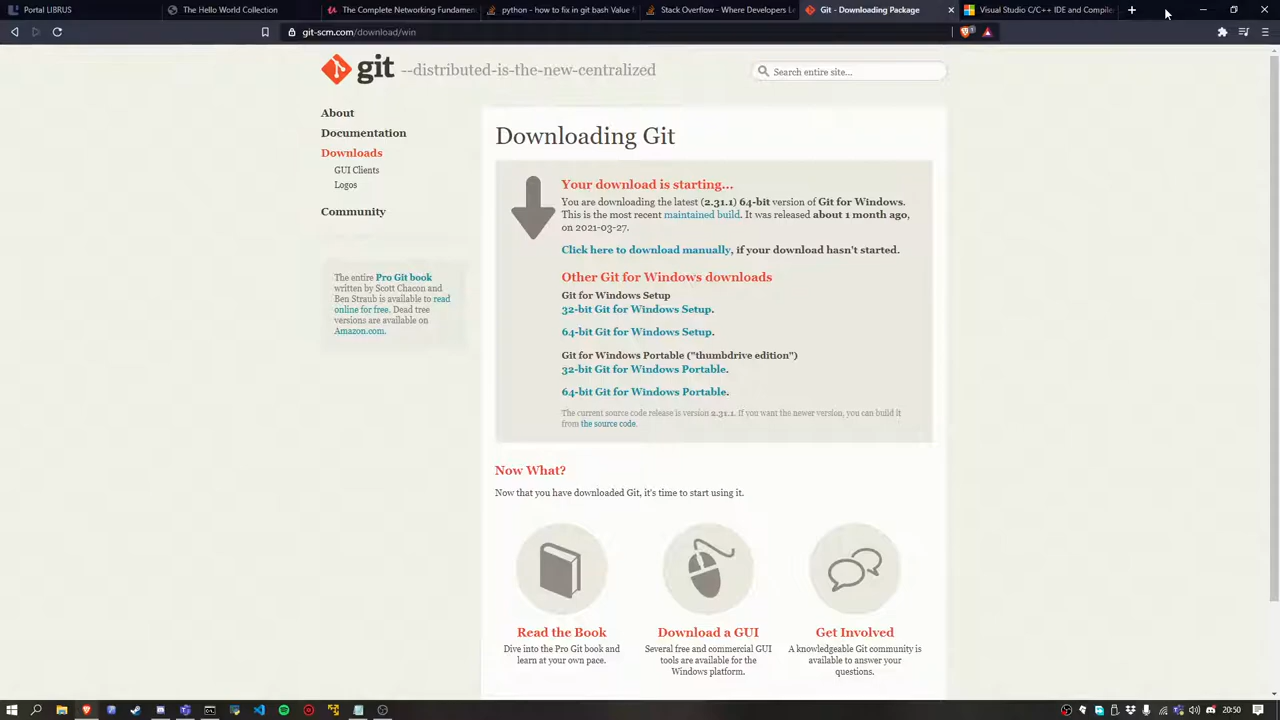 Portal LIBRUS
The Hello World Collection
The Complete Networking Fundamen
python - how to fix in git bash Value
Stack Overflow - Where Developers Le
Git - Downloading Package
Visual Studio C/C++ IDE and Compile
git-scm.com/download/win
git --distributed-is-the-new-centralized
Search entire site...
About
Documentation
Downloads
GUI Clients
Logos
Community
The entire Pro Git book
written by Scott Chacon and
Ben Straub is available to read
online for free. Dead tree
versions are available on
Amazon.com.
Downloading Git
Your download is starting...
You are downloading the latest (2.31.1) 64-bit version of Git for Windows.
This is the most recent maintained build. It was released about 1 month ago,
on 2021-03-27.
Click here to download manually, if your download hasn't started.
Other Git for Windows downloads
Git for Windows Setup
32-bit Git for Windows Setup.
64-bit Git for Windows Setup.
Git for Windows Portable ("thumbdrive edition")
32-bit Git for Windows Portable.
64-bit Git for Windows Portable.
The current source code release is version 2.31.1. If you want the newer version, you can build it
from the source code.
Now What?
Now that you have downloaded Git, it's time to start using it.
Read the Book
Dive into the Pro Git book and
learn at your own pace.
Download a GUI
Several free and commercial GUI
tools are available for the
Windows platform.
Get Involved
A knowledgeable Git community is
available to answer your
questions.
20:50